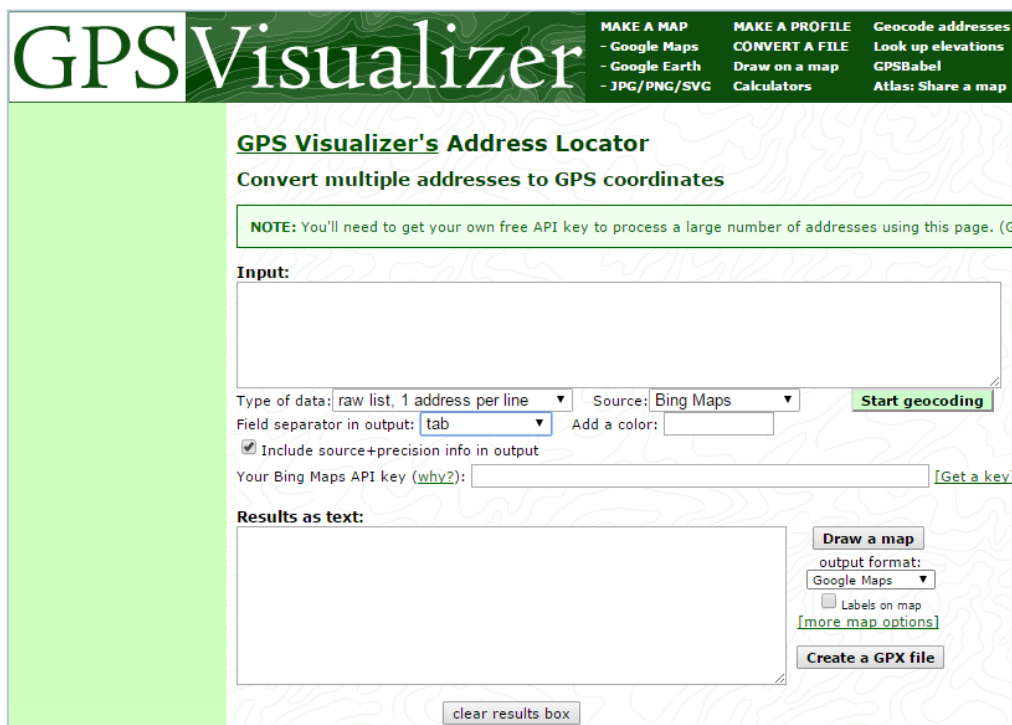 GPSVisualizer
MAKE A MAP
- Google Maps
- Google Earth
- JPG/PNG/SVG
MAKE A PROFILE
CONVERT A FILE
Draw on a map
Calculators
Geocode addresses
Look up elevations
GPSBabel
Atlas: Share a map
GPS Visualizer's Address Locator
Convert multiple addresses to GPS coordinates
NOTE: You'll need to get your own free API key to process a large number of addresses using this page. (G
Input:
Type of data: raw list, 1 address per line Source: Bing Maps Start geocoding
Field separator in output: tab Add a color:
Include source+precision info in output
Your Bing Maps API key (why?): [Get a key]
Results as text:
Draw a map
output format:
Google Maps
Labels on map
[more map options]
Create a GPX file
clear results box